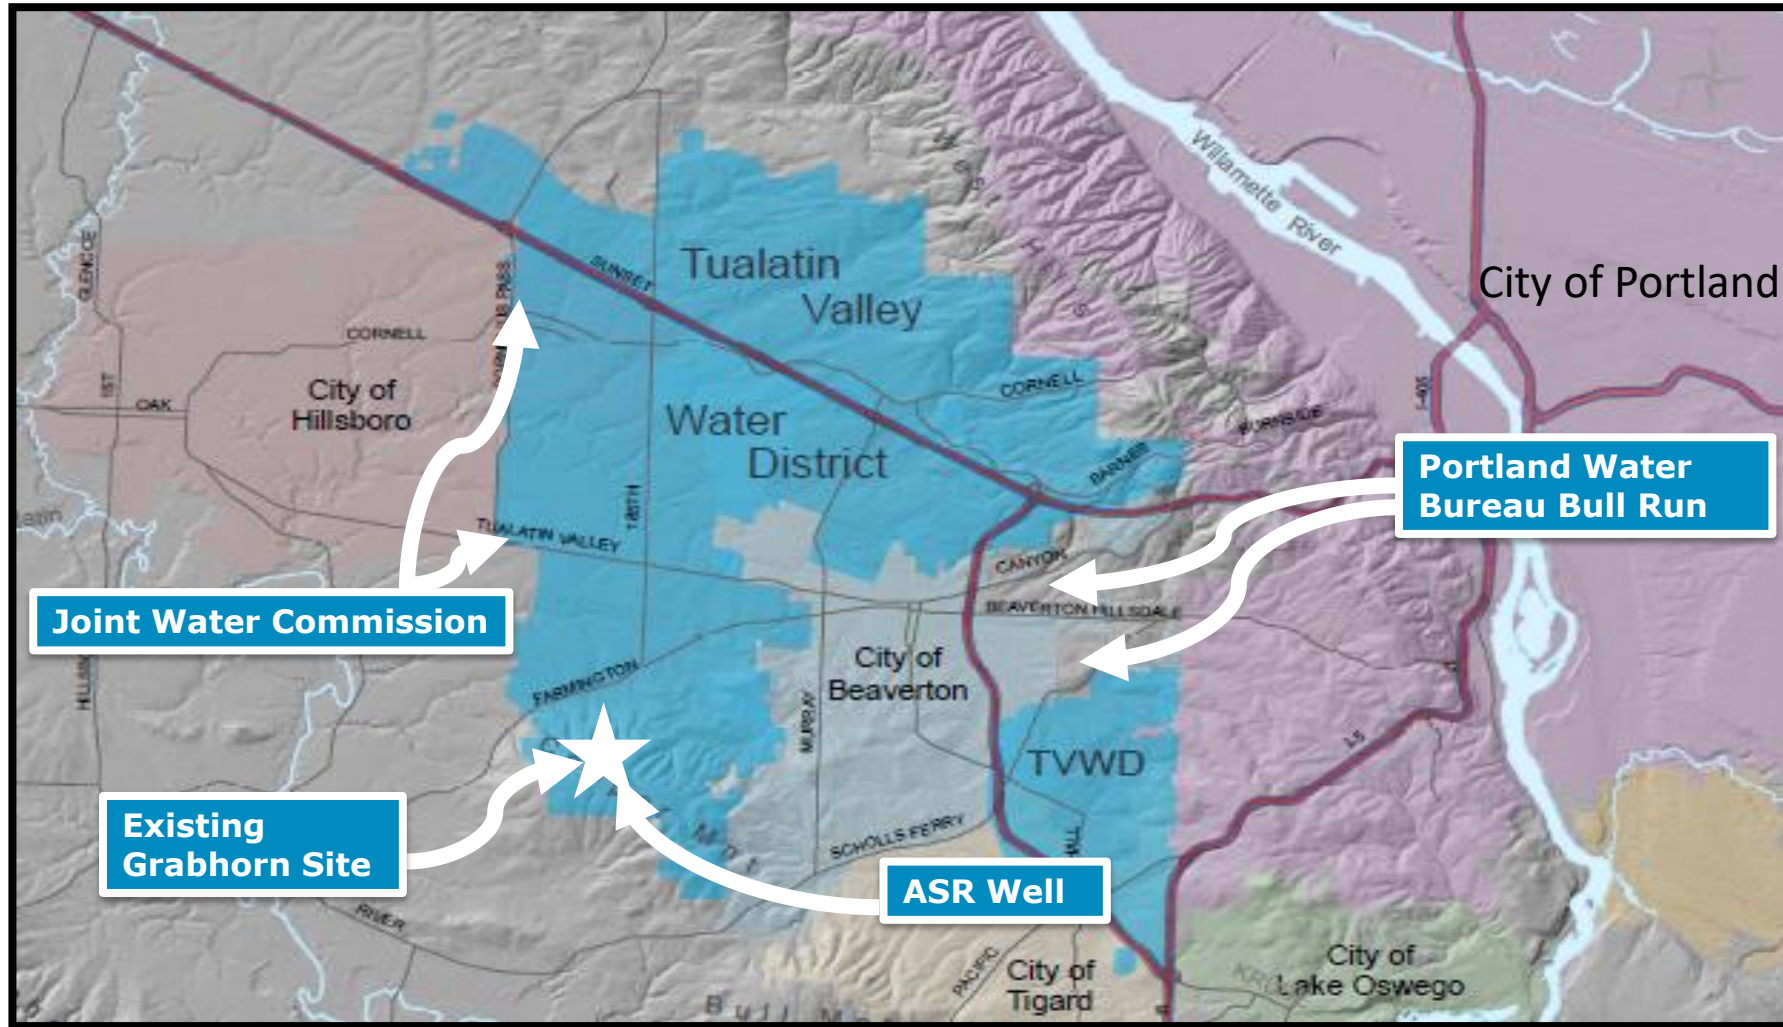 Willamette
River
City of Portland
GLENCOE
SUNSET
Tualatin
Valley
CORNELL
1ST
OAK
City of
Hillsboro
CORNELL
I-405
Water
District
BURNSIDE
BARNES
185TH
Portland Water
Bureau Bull Run
TUALATIN VALLEY
CANYON
BEAVERTON HILLSDALE
Joint Water Commission
City of
Beaverton
FARMINGTON
MURRAY
I-5
TVWD
Existing
Grabhorn Site
Mnt
SCHOLLS FERRY
ASR Well
RIVER
PACIFIC
City of
Tigard
City of
Lake Oswego